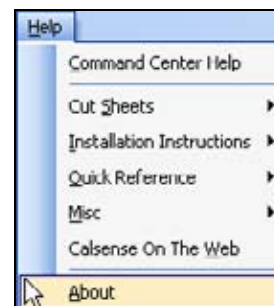 Help
Command Center Help
Cut Sheets
Installation Instructions
Quick Reference
Misc
Calsense On The Web
About